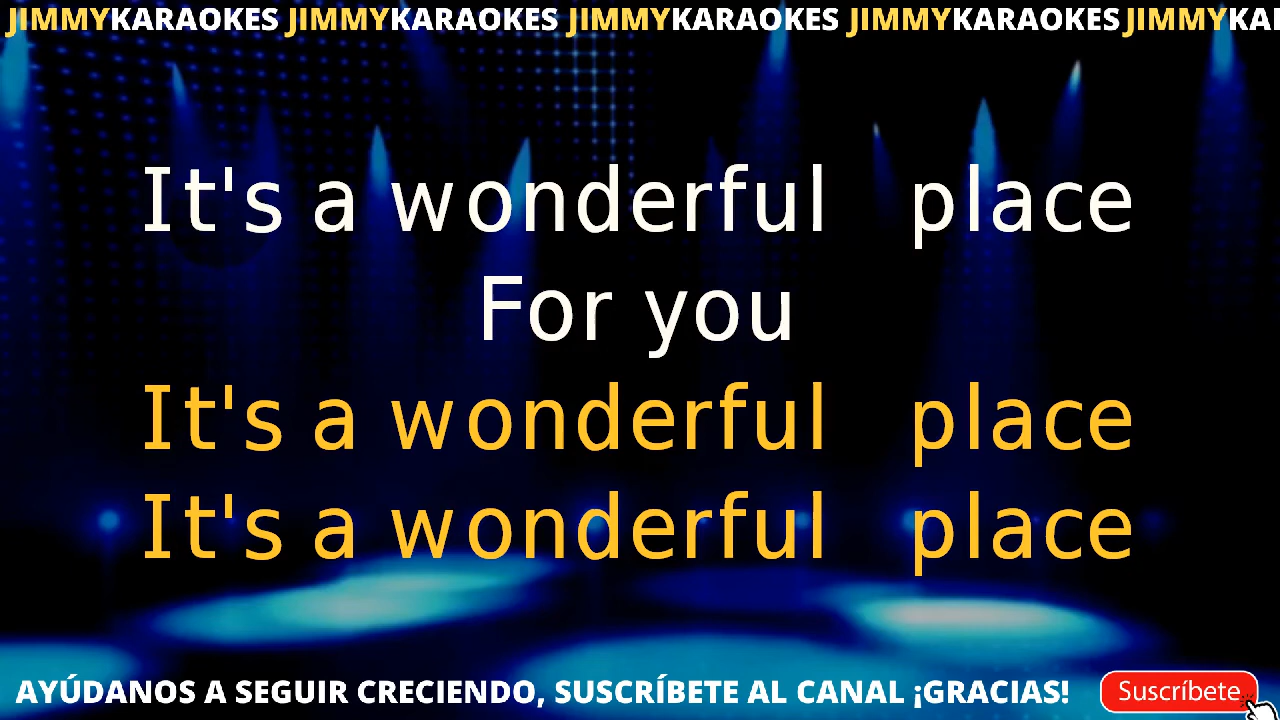 JIMMYKARAOKES JIMMYKARAOKES JIMMYKARAOKES JIMMYKARAOKES JIMMYKA
It's a wonderful place
For you
It's a wonderful place
It's a wonderful place
AYÚDANOS A SEGUIR CRECIENDO, SUSCRÍBETE AL CANAL ¡GRACIAS! Suscríbete